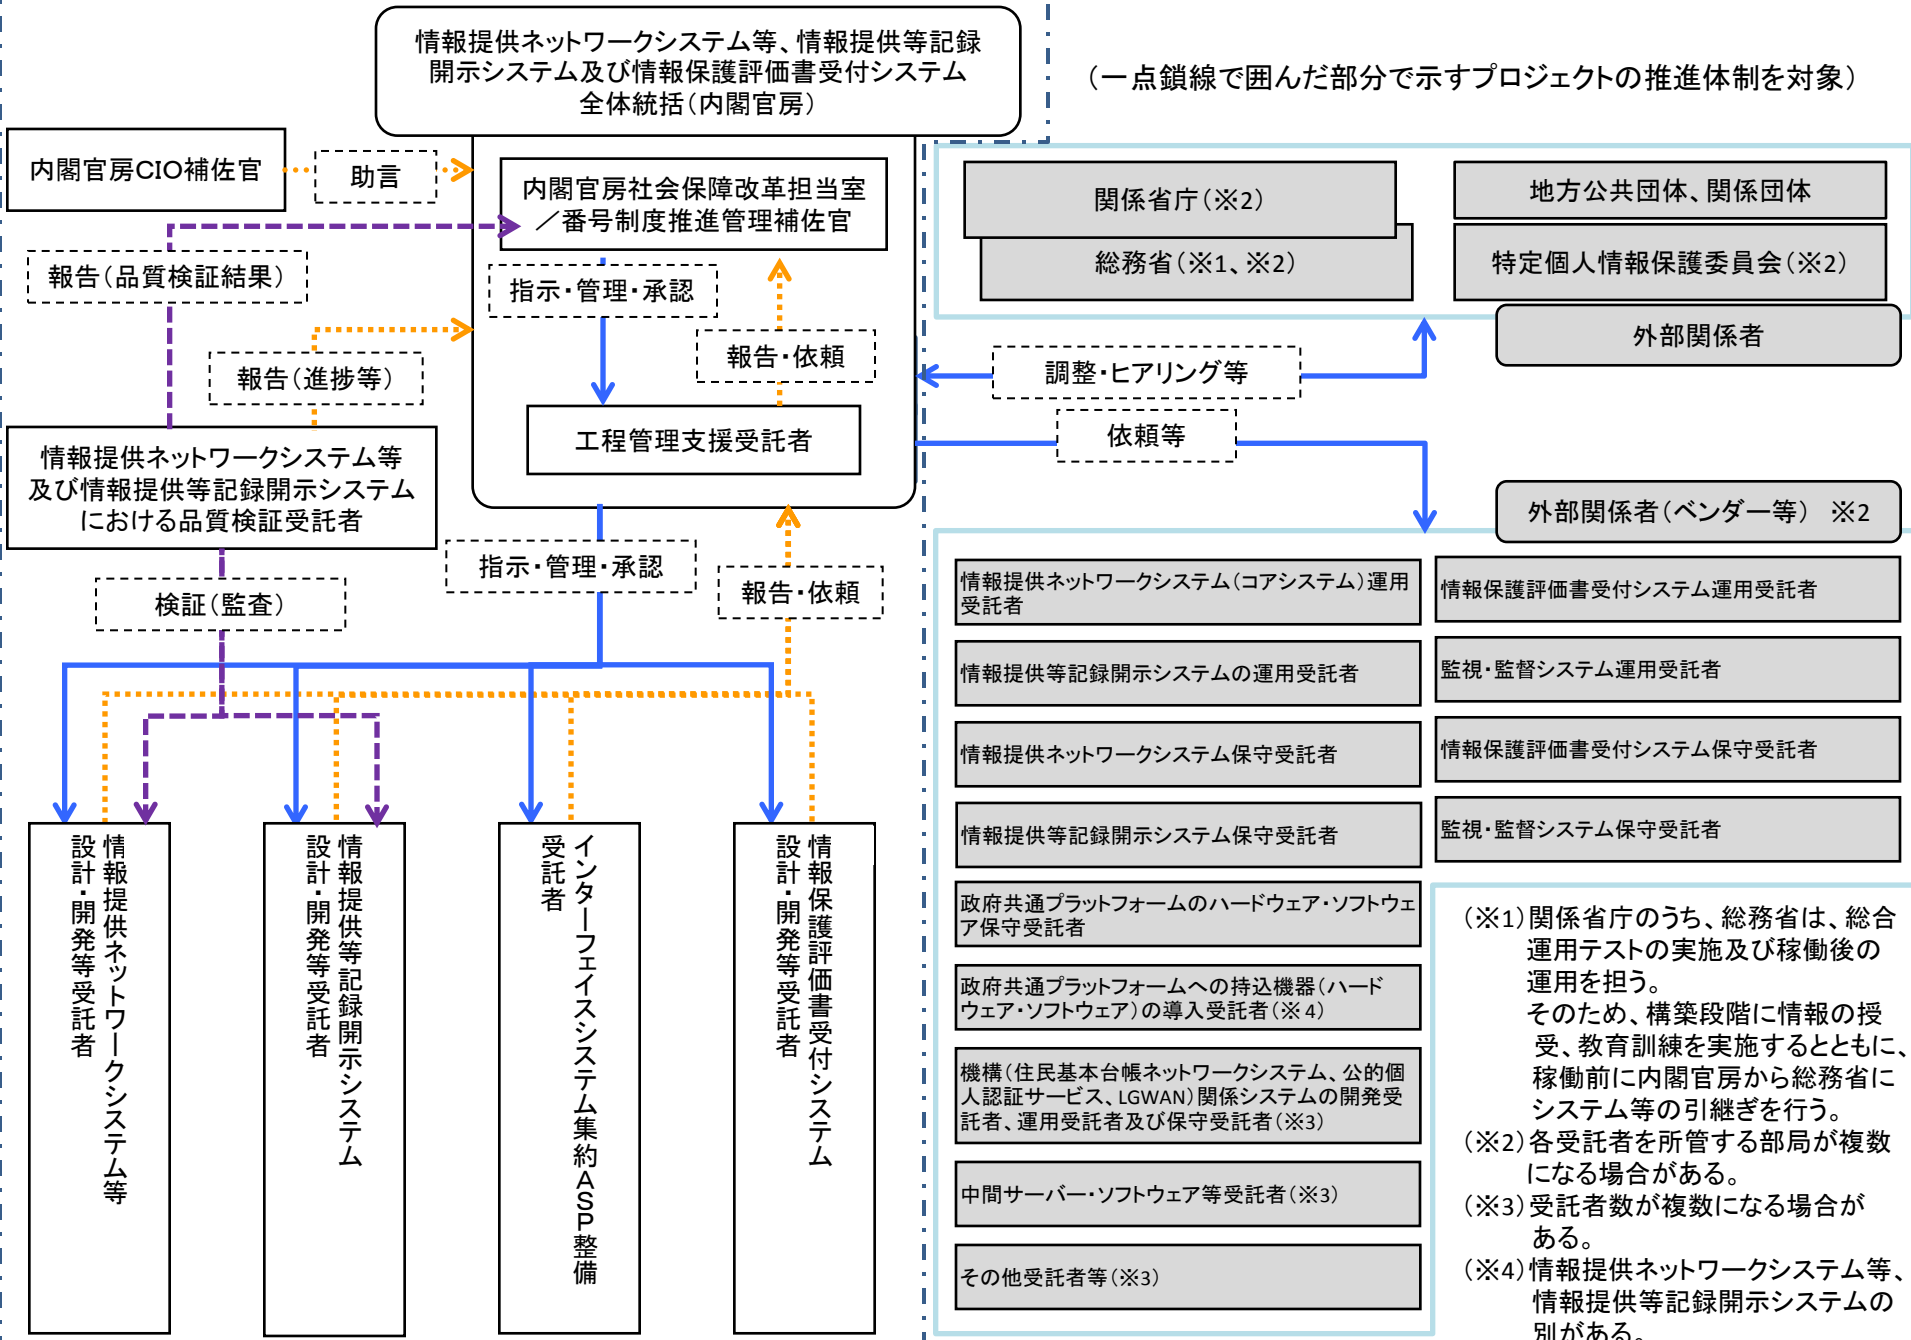 情報提供ネットワークシステム等、情報提供等記録
開示システム及び情報保護評価書受付システム
全体統括（内閣官房）
（一点鎖線で囲んだ部分で示すプロジェクトの推進体制を対象）
内閣官房CIO補佐官
助言
内閣官房社会保障改革担当室
／番号制度推進管理補佐官
報告（品質検証結果）
指示・管理・承認
報告・依頼
報告（進捗等）
工程管理支援受託者
情報提供ネットワークシステム等
及び情報提供等記録開示システム
における品質検証受託者
関係省庁（※2）
総務省（※1、※2）
地方公共団体、関係団体
特定個人情報保護委員会（※2）
外部関係者
調整・ヒアリング等
依頼等
外部関係者（ベンダー等）　※2
指示・管理・承認
報告・依頼
検証（監査）
情報提供ネットワークシステム等
設計・開発等受託者
情報提供等記録開示システム
設計・開発等受託者
インターフェイスシステム集約ASP整備
受託者
情報保護評価書受付システム
設計・開発等受託者
情報提供ネットワークシステム（コアシステム）運用
受託者
情報提供等記録開示システムの運用受託者
情報提供ネットワークシステム保守受託者
情報提供等記録開示システム保守受託者
政府共通プラットフォームのハードウェア・ソフトウェ
ア保守受託者
政府共通プラットフォームへの持込機器（ハード
ウェア・ソフトウェア）の導入受託者（※4）
機構（住民基本台帳ネットワークシステム、公的個
人認証サービス、LGWAN）関係システムの開発受
託者、運用受託者及び保守受託者（※3）
中間サーバー・ソフトウェア等受託者（※3）
その他受託者等（※3）
情報保護評価書受付システム運用受託者
監視・監督システム運用受託者
情報保護評価書受付システム保守受託者
監視・監督システム保守受託者
（※1）関係省庁のうち、総務省は、総合
運用テストの実施及び稼働後の
運用を担う。
そのため、構築段階に情報の授
受、教育訓練を実施するとともに、
稼働前に内閣官房から総務省に
システム等の引継ぎを行う。
（※2）各受託者を所管する部局が複数
になる場合がある。
（※3）受託者数が複数になる場合が
ある。
（※4）情報提供ネットワークシステム等、
情報提供等記録開示システムの
別がある。